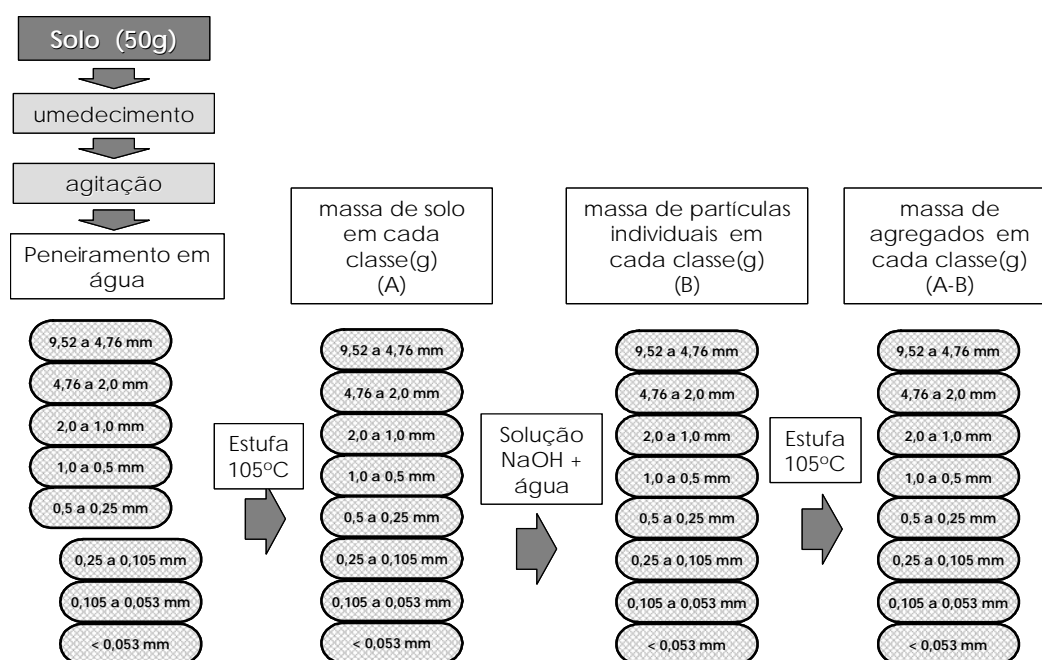 Solo (50g)
umedecimento
agitação
Peneiramento em
água
9,52 a 4,76 mm
4,76 a 2,0 mm
2,0 a 1,0 mm
1,0 a 0,5 mm
0,5 a 0,25 mm
0,25 a 0,105 mm
0,105 a 0,053 mm
< 0,053 mm
Estufa
105ºC
massa de solo
em cada
classe(g)
(A)
9,52 a 4,76 mm
4,76 a 2,0 mm
2,0 a 1,0 mm
1,0 a 0,5 mm
0,5 a 0,25 mm
0,25 a 0,105 mm
0,105 a 0,053 mm
< 0,053 mm
Solução
NaOH +
água
massa de partículas
individuais em
cada classe(g)
(B)
9,52 a 4,76 mm
4,76 a 2,0 mm
2,0 a 1,0 mm
1,0 a 0,5 mm
0,5 a 0,25 mm
0,25 a 0,105 mm
0,105 a 0,053 mm
< 0,053 mm
Estufa
105ºC
massa de
agregados em
cada classe(g)
(A-B)
9,52 a 4,76 mm
4,76 a 2,0 mm
2,0 a 1,0 mm
1,0 a 0,5 mm
0,5 a 0,25 mm
0,25 a 0,105 mm
0,105 a 0,053 mm
< 0,053 mm